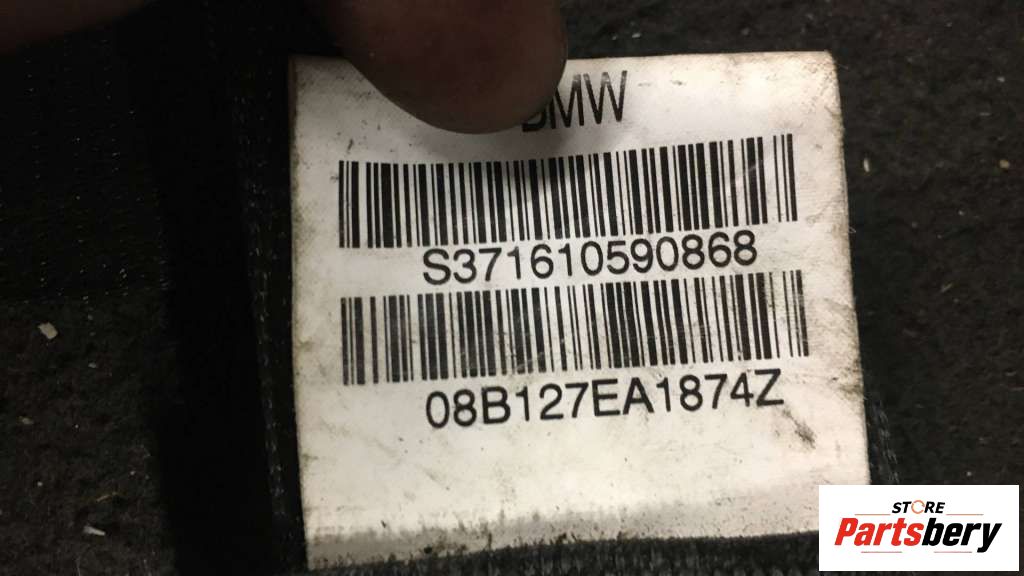 BMW
S371610590868
08B127EA1874Z
STORE
Partsbery